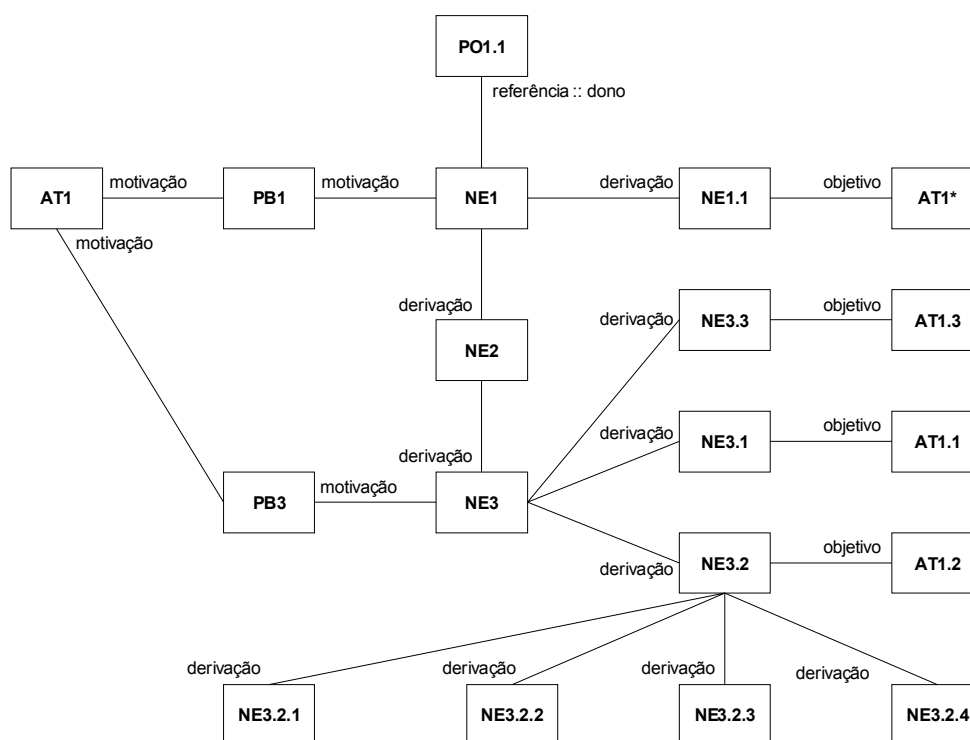 PO1.1
referência :: dono
motivação
motivação
derivação
objetivo
AT1
PB1
NE1
NE1.1
AT1*
motivação
derivação
derivação
objetivo
NE3.3
AT1.3
NE2
derivação
objetivo
NE3.1
AT1.1
derivação
motivação
PB3
NE3
objetivo
derivação
NE3.2
AT1.2
derivação
derivação
derivação
derivação
NE3.2.1
NE3.2.2
NE3.2.3
NE3.2.4